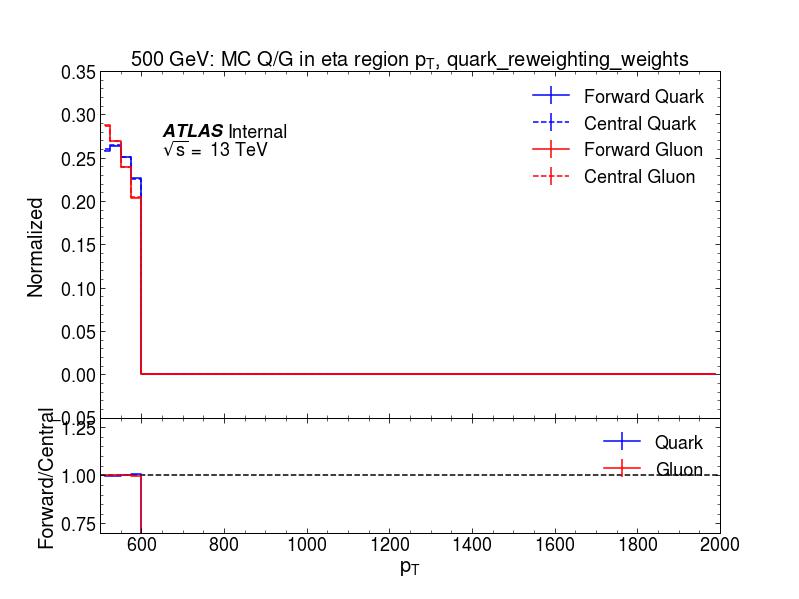 500 GeV: MC Q/G in eta region pT, quark_reweighting_weights
0.35
0.30
0.25
0.20
0.15
0.10
0.05
0.00
0.05
Normalized
ATLAS Internal
√s = 13 TeV
Forward Quark
Central Quark
Forward Gluon
Central Gluon
1.25
1.00
0.75
Forward/Central
Quark
Gluon
600 800 1000 1200 1400 1600 1800 2000
pT